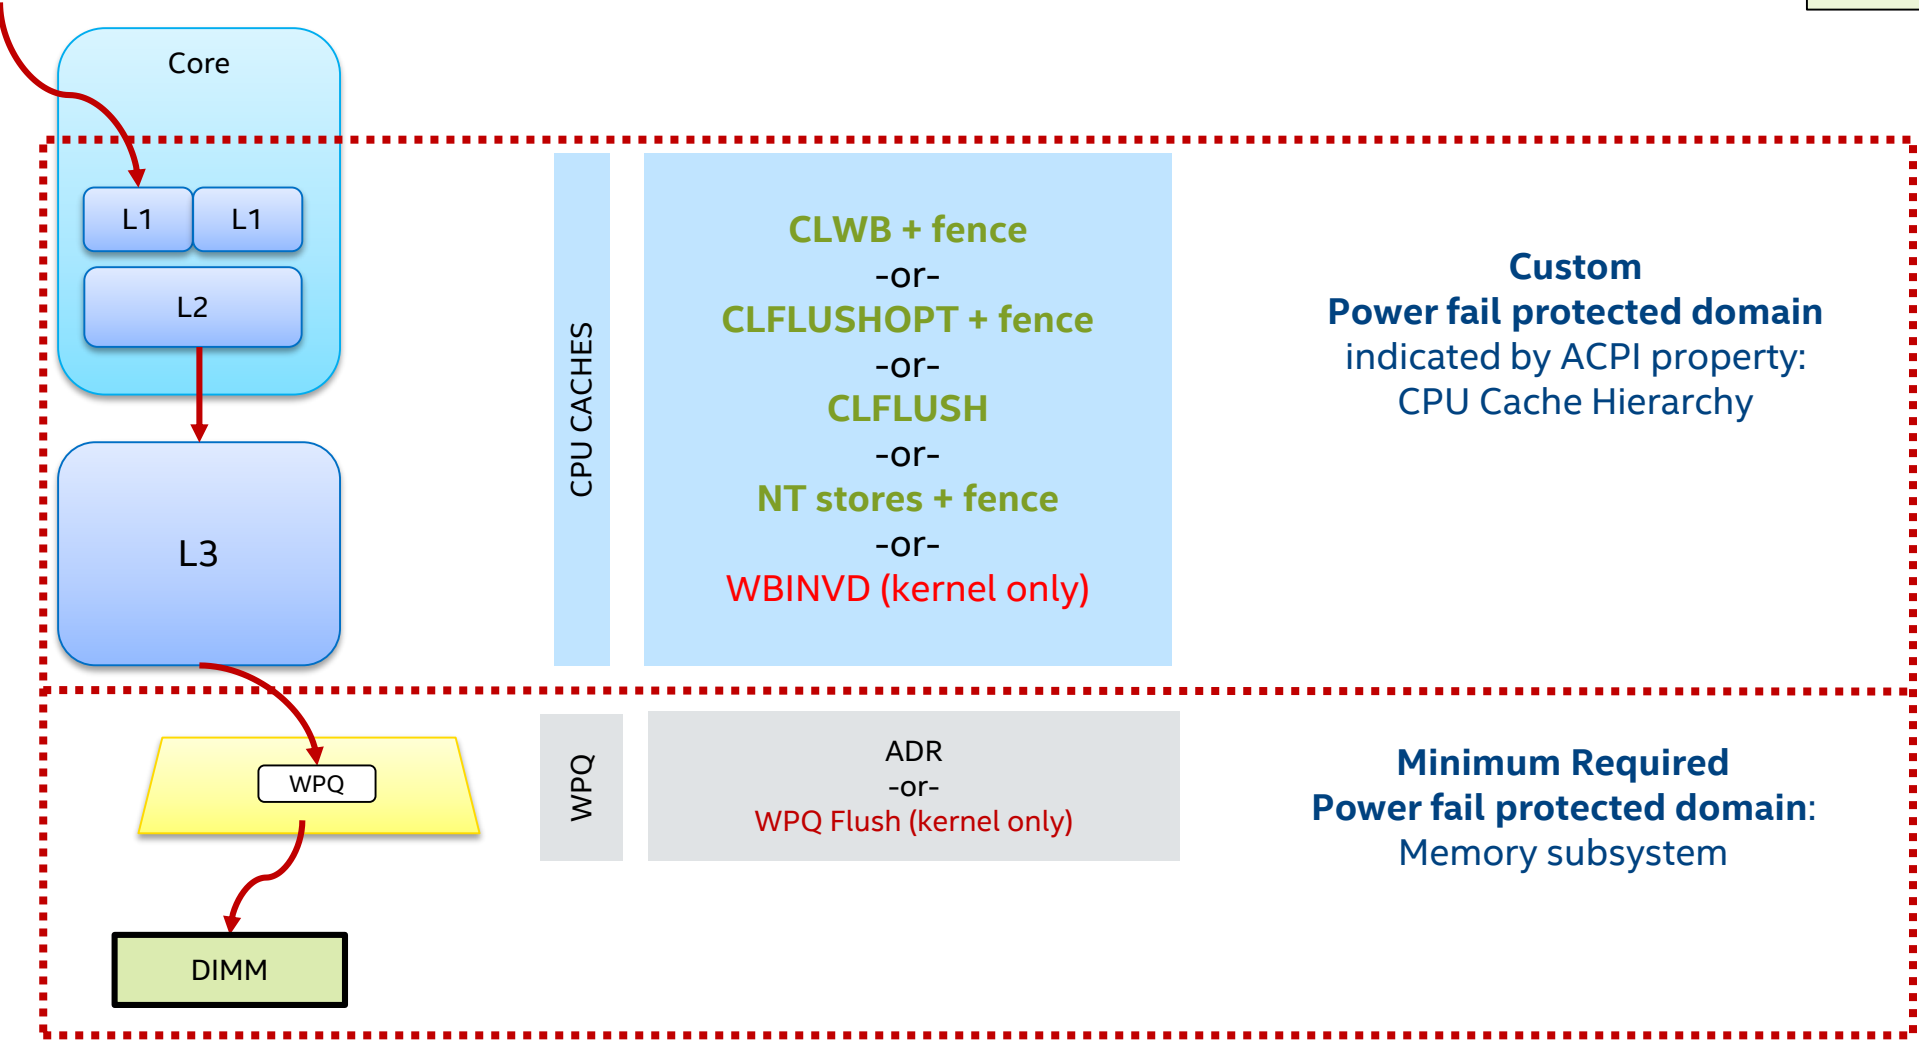 Core
L1
L1
L2
L3
CPU CACHES
CLWB + fence
-or-
CLFLUSHOPT + fence
-or-
CLFLUSH
-or-
NT stores + fence
-or-
WBINVD (kernel only)
Custom
Power fail protected domain
indicated by ACPI property:
CPU Cache Hierarchy
WPQ
DIMM
WPQ
ADR
-or-
WPQ Flush (kernel only)
Minimum Required
Power fail protected domain:
Memory subsystem